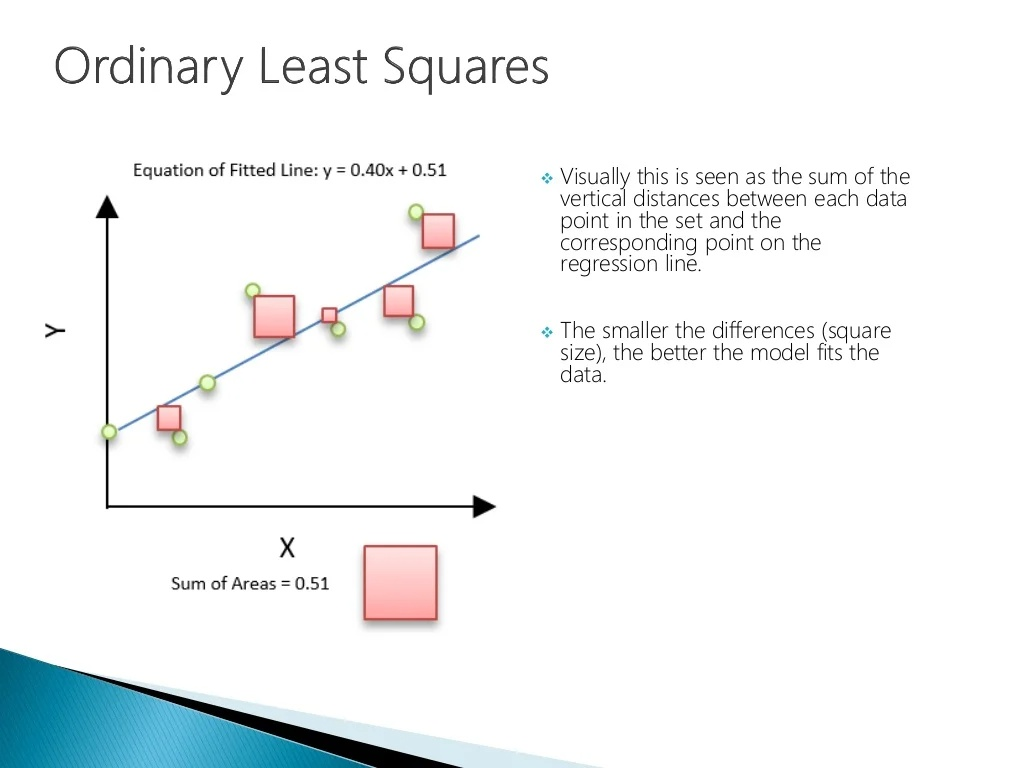 Ordinary Least Squares
Equation of Fitted Line: y = 0.40x + 0.51
Y
X
Sum of Areas = 0.51
❖ Visually this is seen as the sum of the
vertical distances between each data
point in the set and the
corresponding point on the
regression line.
❖ The smaller the differences (square
size), the better the model fits the
data.